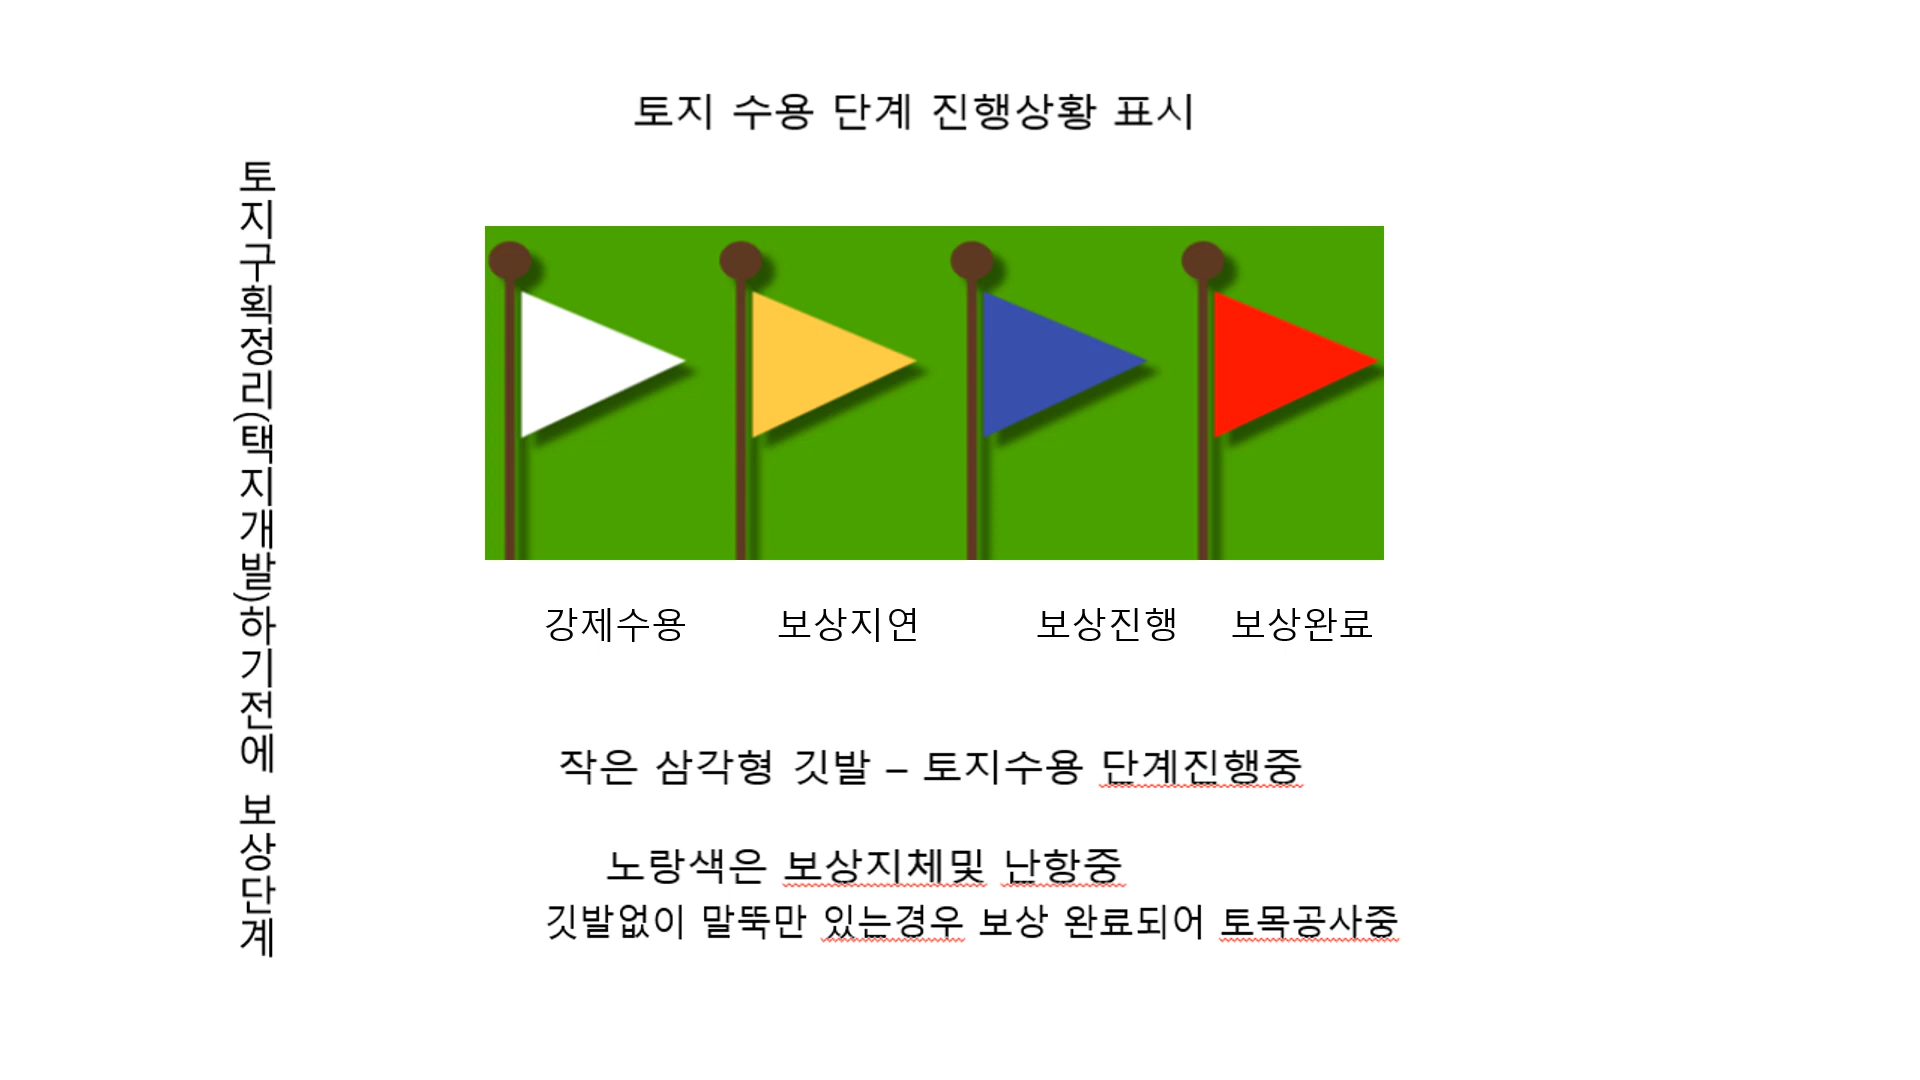 토지 수용 단계 진행상황 표시
토지구획정리(택지개발)하기전에 보상단계
강제수용 보상지연 보상진행 보상완료
작은 삼각형 깃발 – 토지수용 단계진행중
노랑색은 보상지체및 난항중
깃발없이 말뚝만 있는경우 보상 완료되어 토목공사중